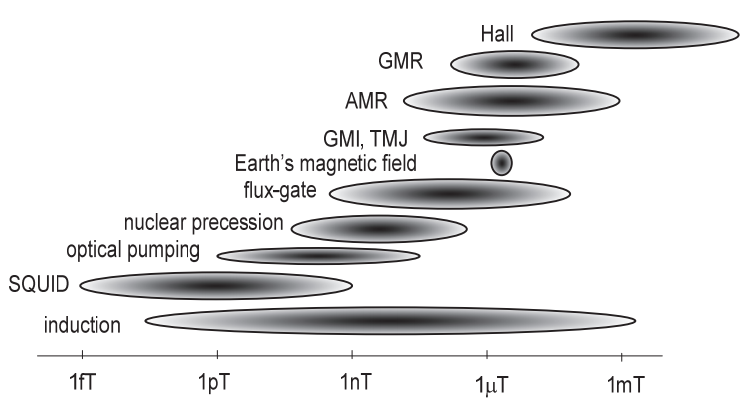 Hall
GMR
AMR
GMI, TMJ
Earth's magnetic field
flux-gate
nuclear precession
optical pumping
SQUID
induction
1fT 1pT 1nT 1μT 1mT